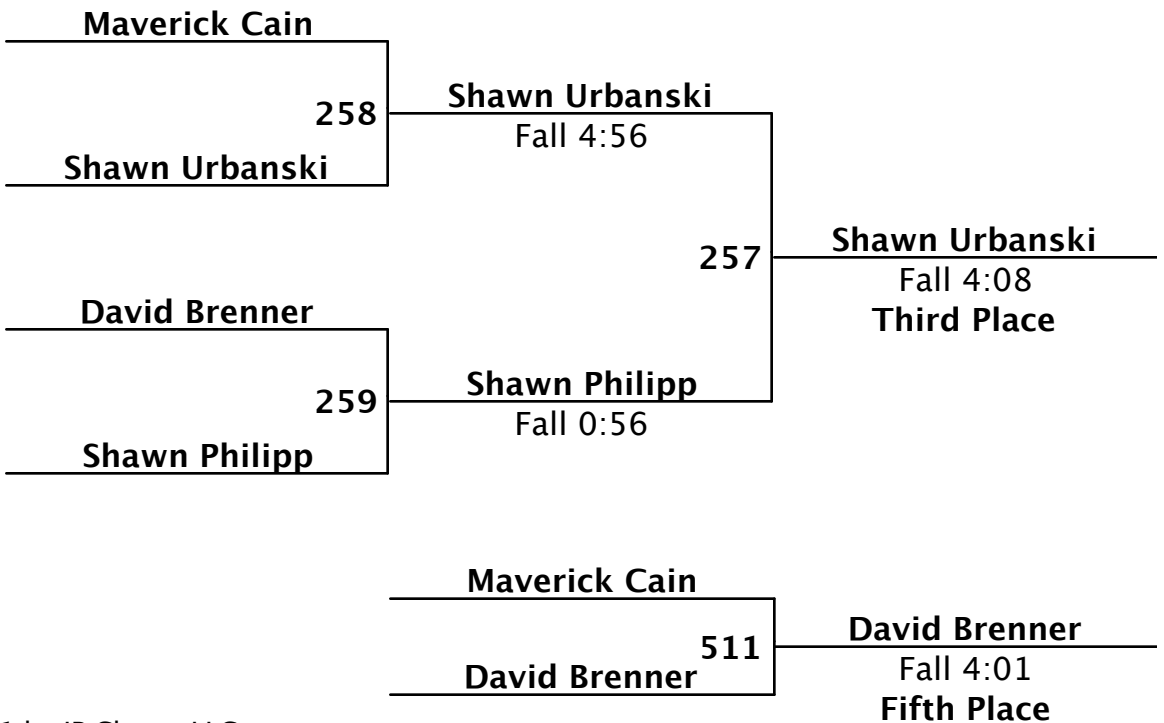 Maverick Cain
258
Shawn Urbanski
Shawn Urbanski
Fall 4:56
David Brenner
259
Shawn Philipp
Shawn Philipp
Fall 0:56
257
Shawn Urbanski
Fall 4:08
Third Place
Maverick Cain
511
David Brenner
David Brenner
Fall 4:01
Fifth Place